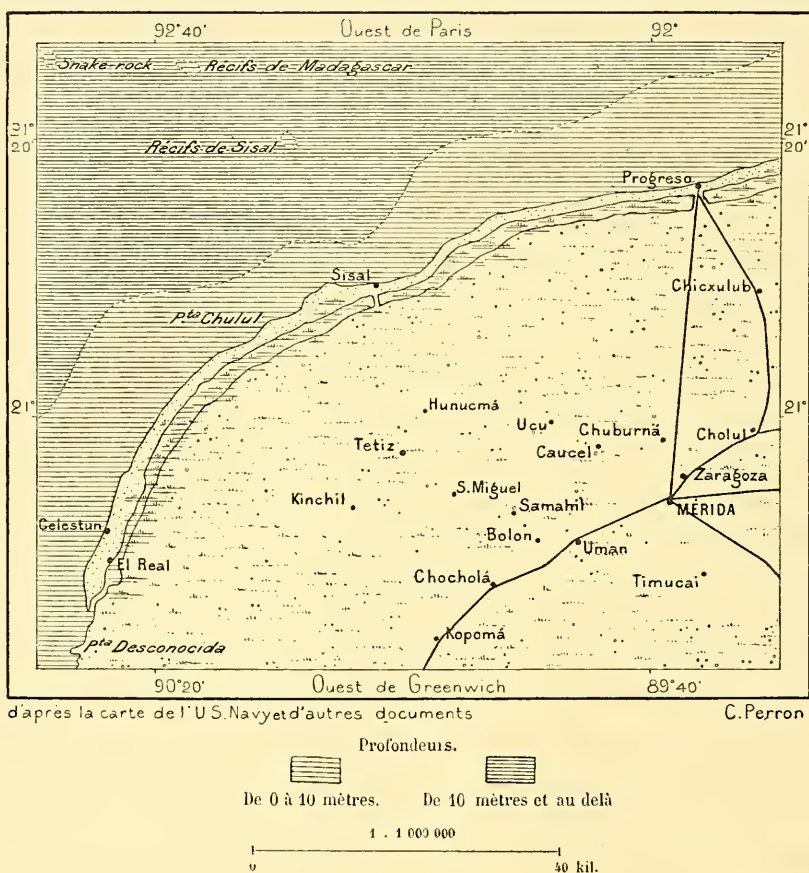 92°40' Ouest de Paris 92°
Snake-rock Récifs-de-Madagascar
21° 21°
20' 20'
Récifs-de-Sisal
Progreso
Sisal
Chicxulub
Pta Chulul
21° 21°
Hunucmá
Ucu
Chuburná
Cholul
Tetiz
Caucel
Zaragoza
S.Miguel
Kinchil
Samahil
MÉRIDA
Celestun
Bolon
Uman
El Real
Chocholá
Timucai
Kopomá
Pta Desconocida
90°20' Ouest de Greenwich 89°40'
d'après la carte de l'U S.Navy et d'autres documents C.Perron
Profondeurs.
De 0 à 10 mètres. De 10 mètres et au delà
1 . 1 000 000
0 40 kil.